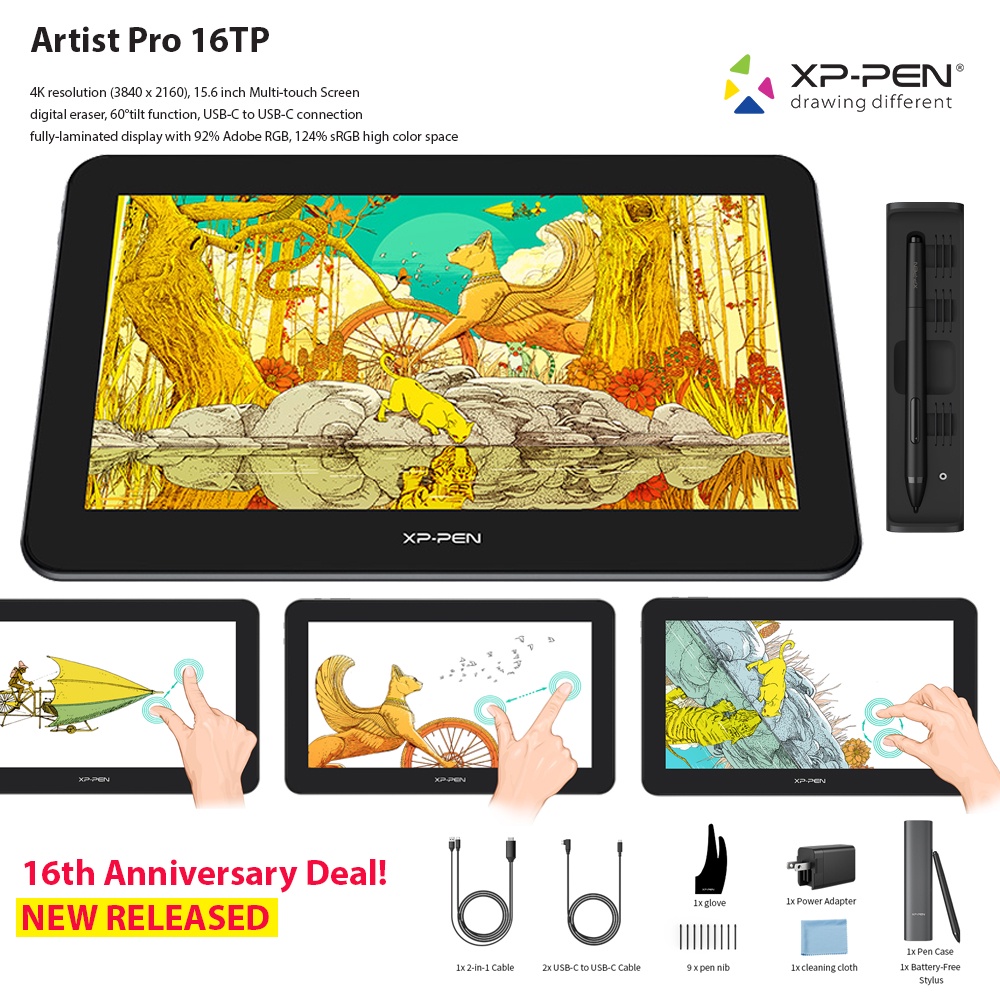 Artist Pro 16TP
XP-PEN®
drawing different
4K resolution (3840 x 2160), 15.6 inch Multi-touch Screen
digital eraser, 60°tilt function, USB-C to USB-C connection
fully-laminated display with 92% Adobe RGB, 124% sRGB high color space
XP-PEN
XP-PEN
XP-PEN
XP-PEN
16th Anniversary Deal!
NEW RELEASED
XP-PEN
1x glove
1x Power Adapter
XP-PEN
1x 2-in-1 Cable
2x USB-C to USB-C Cable
9 x pen nib
1x cleaning cloth
1x Pen Case
1x Battery-Free
Stylus